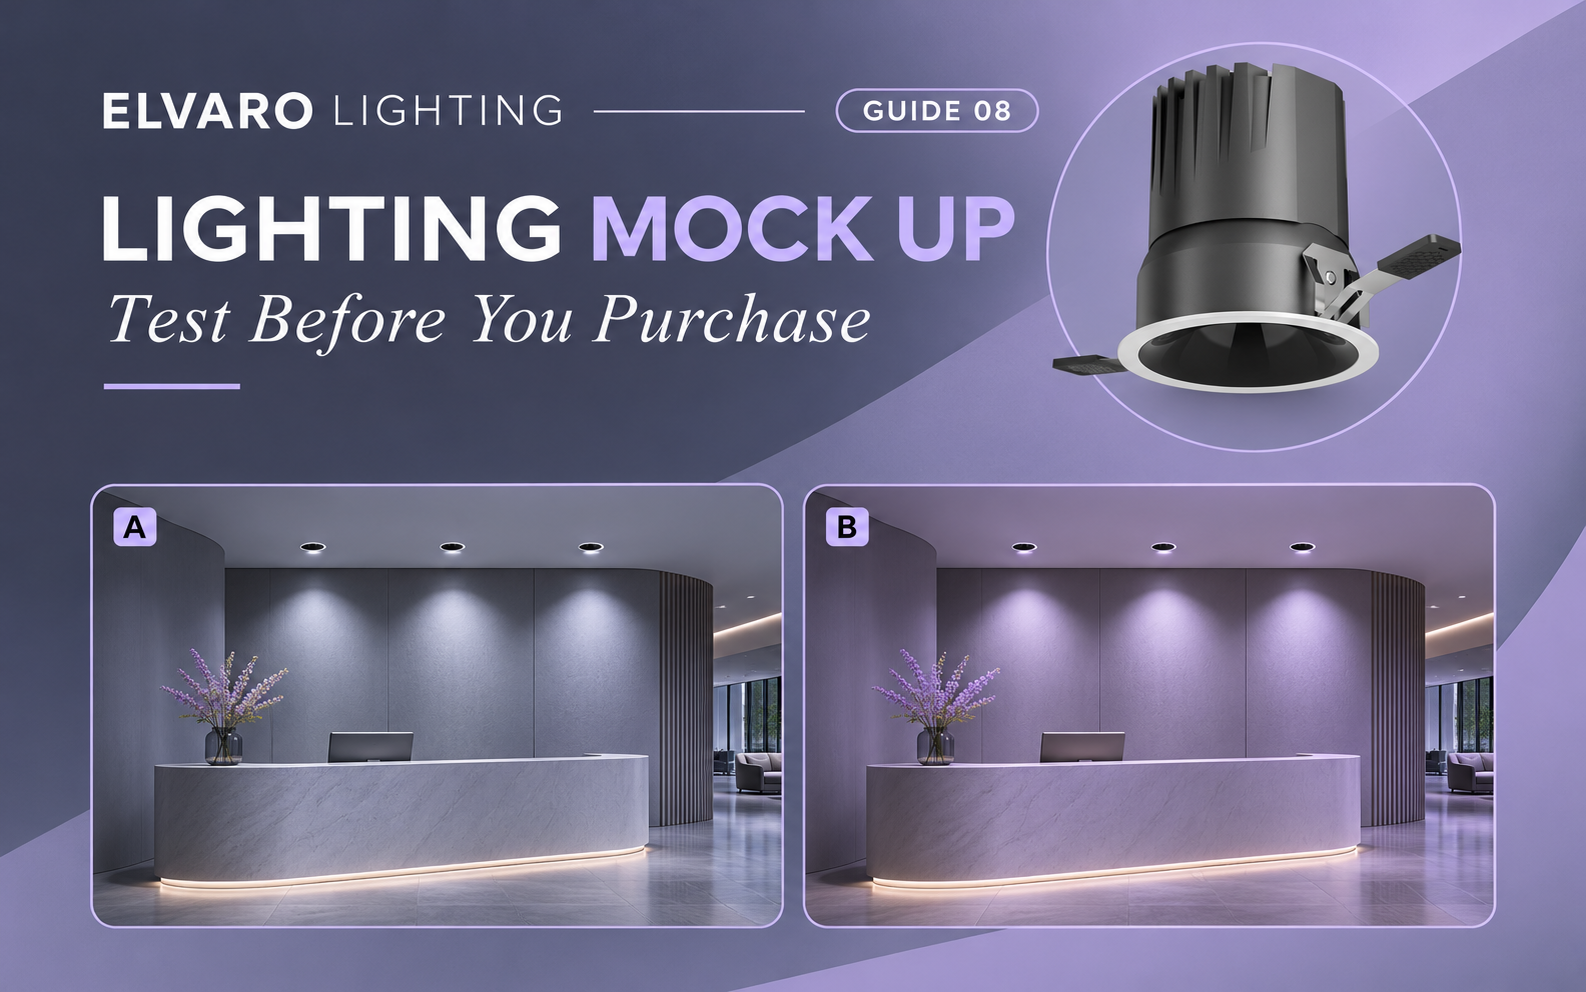 ELVARO LIGHTING
GUIDE 08
LIGHTING MOCK UP
Test Before You Purchase
A
B